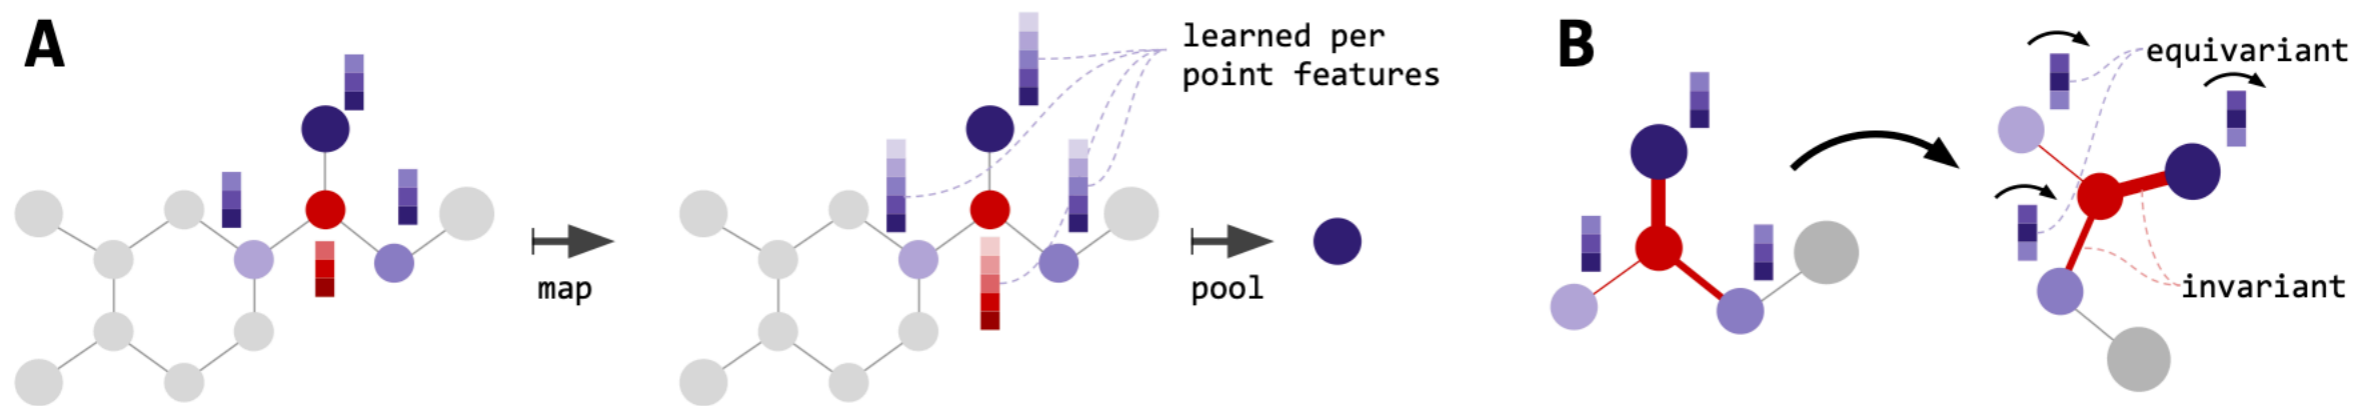 A
map
learned per
point features
pool
B
equivariant
invariant